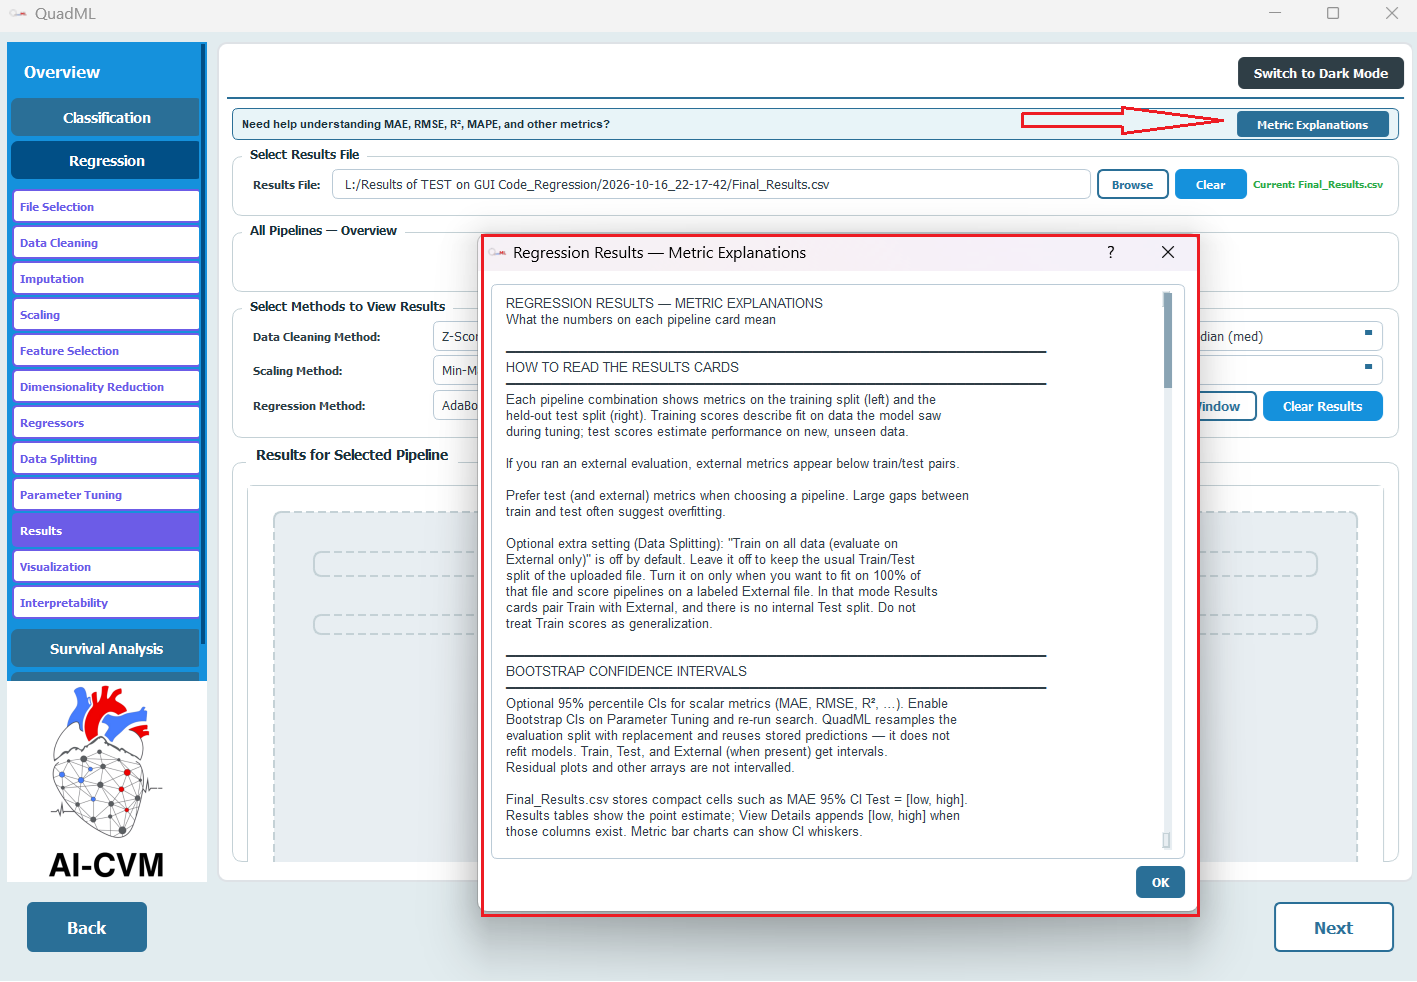 QuadML
Overview
Classification
Regression
File Selection
Data Cleaning
Imputation
Scaling
Feature Selection
Dimensionality Reduction
Regressors
Data Splitting
Parameter Tuning
Results
Visualization
Interpretability
Survival Analysis
AI-CVM
Back
Switch to Dark Mode
Need help understanding MAE, RMSE, R², MAPE, and other metrics?
Metric Explanations
Select Results File
Results File:
L:/Results of TEST on GUI Code_Regression/2026-10-16_22-17-42/Final_Results.csv
Browse
Clear
Current: Final_Results.csv
All Pipelines — Overview
Select Methods to View Results
Data Cleaning Method:
Z-Scor
dian (med)
Scaling Method:
Min-M
Regression Method:
AdaBo
indow
Clear Results
Results for Selected Pipeline
Regression Results — Metric Explanations
?
REGRESSION RESULTS — METRIC EXPLANATIONS
What the numbers on each pipeline card mean
HOW TO READ THE RESULTS CARDS
Each pipeline combination shows metrics on the training split (left) and the
held-out test split (right). Training scores describe fit on data the model saw
during tuning; test scores estimate performance on new, unseen data.
If you ran an external evaluation, external metrics appear below train/test pairs.
Prefer test (and external) metrics when choosing a pipeline. Large gaps between
train and test often suggest overfitting.
Optional extra setting (Data Splitting): "Train on all data (evaluate on
External only)" is off by default. Leave it off to keep the usual Train/Test
split of the uploaded file. Turn it on only when you want to fit on 100% of
that file and score pipelines on a labeled External file. In that mode Results
cards pair Train with External, and there is no internal Test split. Do not
treat Train scores as generalization.
BOOTSTRAP CONFIDENCE INTERVALS
Optional 95% percentile CIs for scalar metrics (MAE, RMSE, R², ...). Enable
Bootstrap CIs on Parameter Tuning and re-run search. QuadML resamples the
evaluation split with replacement and reuses stored predictions — it does not
refit models. Train, Test, and External (when present) get intervals.
Residual plots and other arrays are not intervalled.
Final_Results.csv stores compact cells such as MAE 95% CI Test = [low, high].
Results tables show the point estimate; View Details appends [low, high] when
those columns exist. Metric bar charts can show CI whiskers.
OK
Next